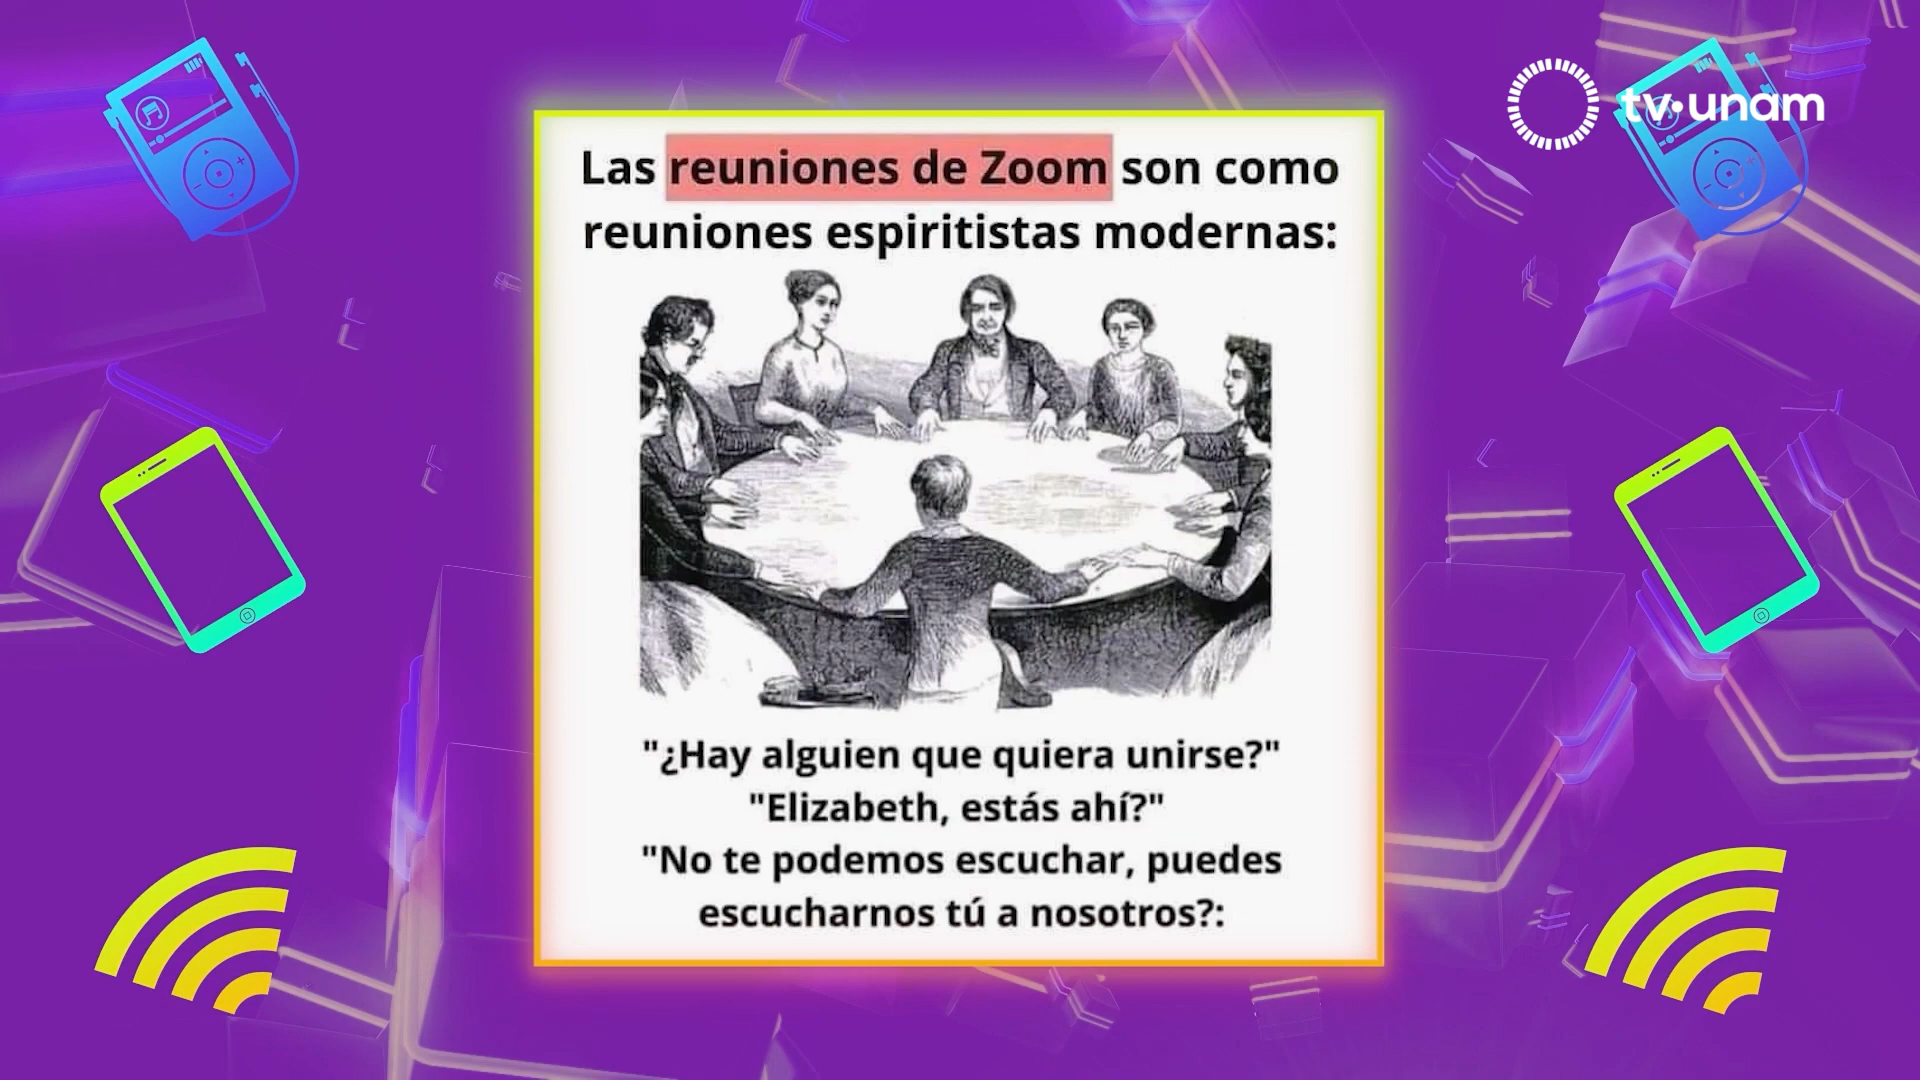 tv·unam
Las reuniones de Zoom son como
reuniones espiritistas modernas:
"¿Hay alguien que quiera unirse?"
"Elizabeth, estás ahí?"
"No te podemos escuchar, puedes
escucharnos tú a nosotros?: